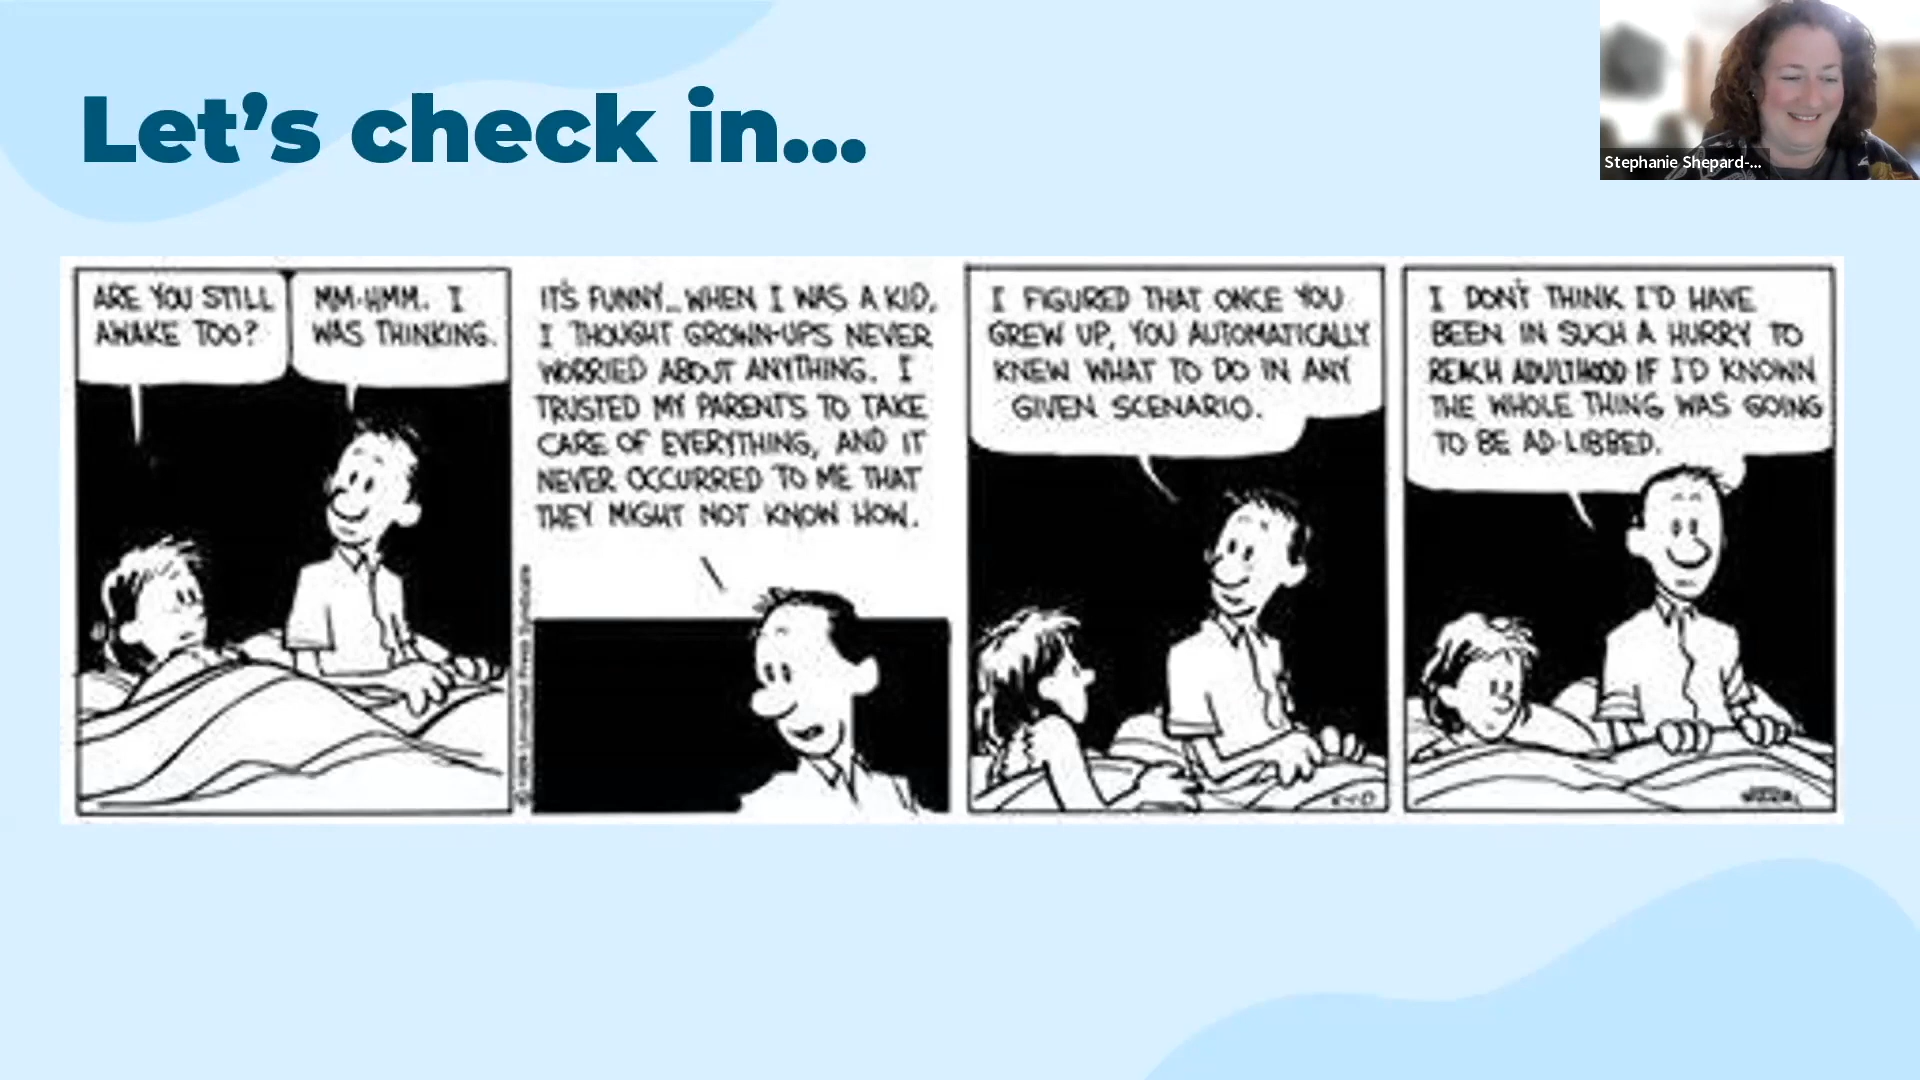 Let's check in...
Stephanie Shepard-...
ARE YOU STILL
AWAKE TOO?
MM-HMM. I
WAS THINKING.
IT'S FUNNY... WHEN I WAS A KID,
I THOUGHT GROWN-UPS NEVER
WORRIED ABOUT ANYTHING. I
TRUSTED MY PARENTS TO TAKE
CARE OF EVERYTHING, AND IT
NEVER OCCURRED TO ME THAT
THEY MIGHT NOT KNOW HOW.
I FIGURED THAT ONCE YOU
GREW UP, YOU AUTOMATICALLY
KNEW WHAT TO DO IN ANY
GIVEN SCENARIO.
I DON'T THINK I'D HAVE
BEEN IN SUCH A HURRY TO
REACH ADULTHOOD IF I'D KNOWN
THE WHOLE THING WAS GOING
TO BE AD-LIBBED.
Universal Press Syndicate